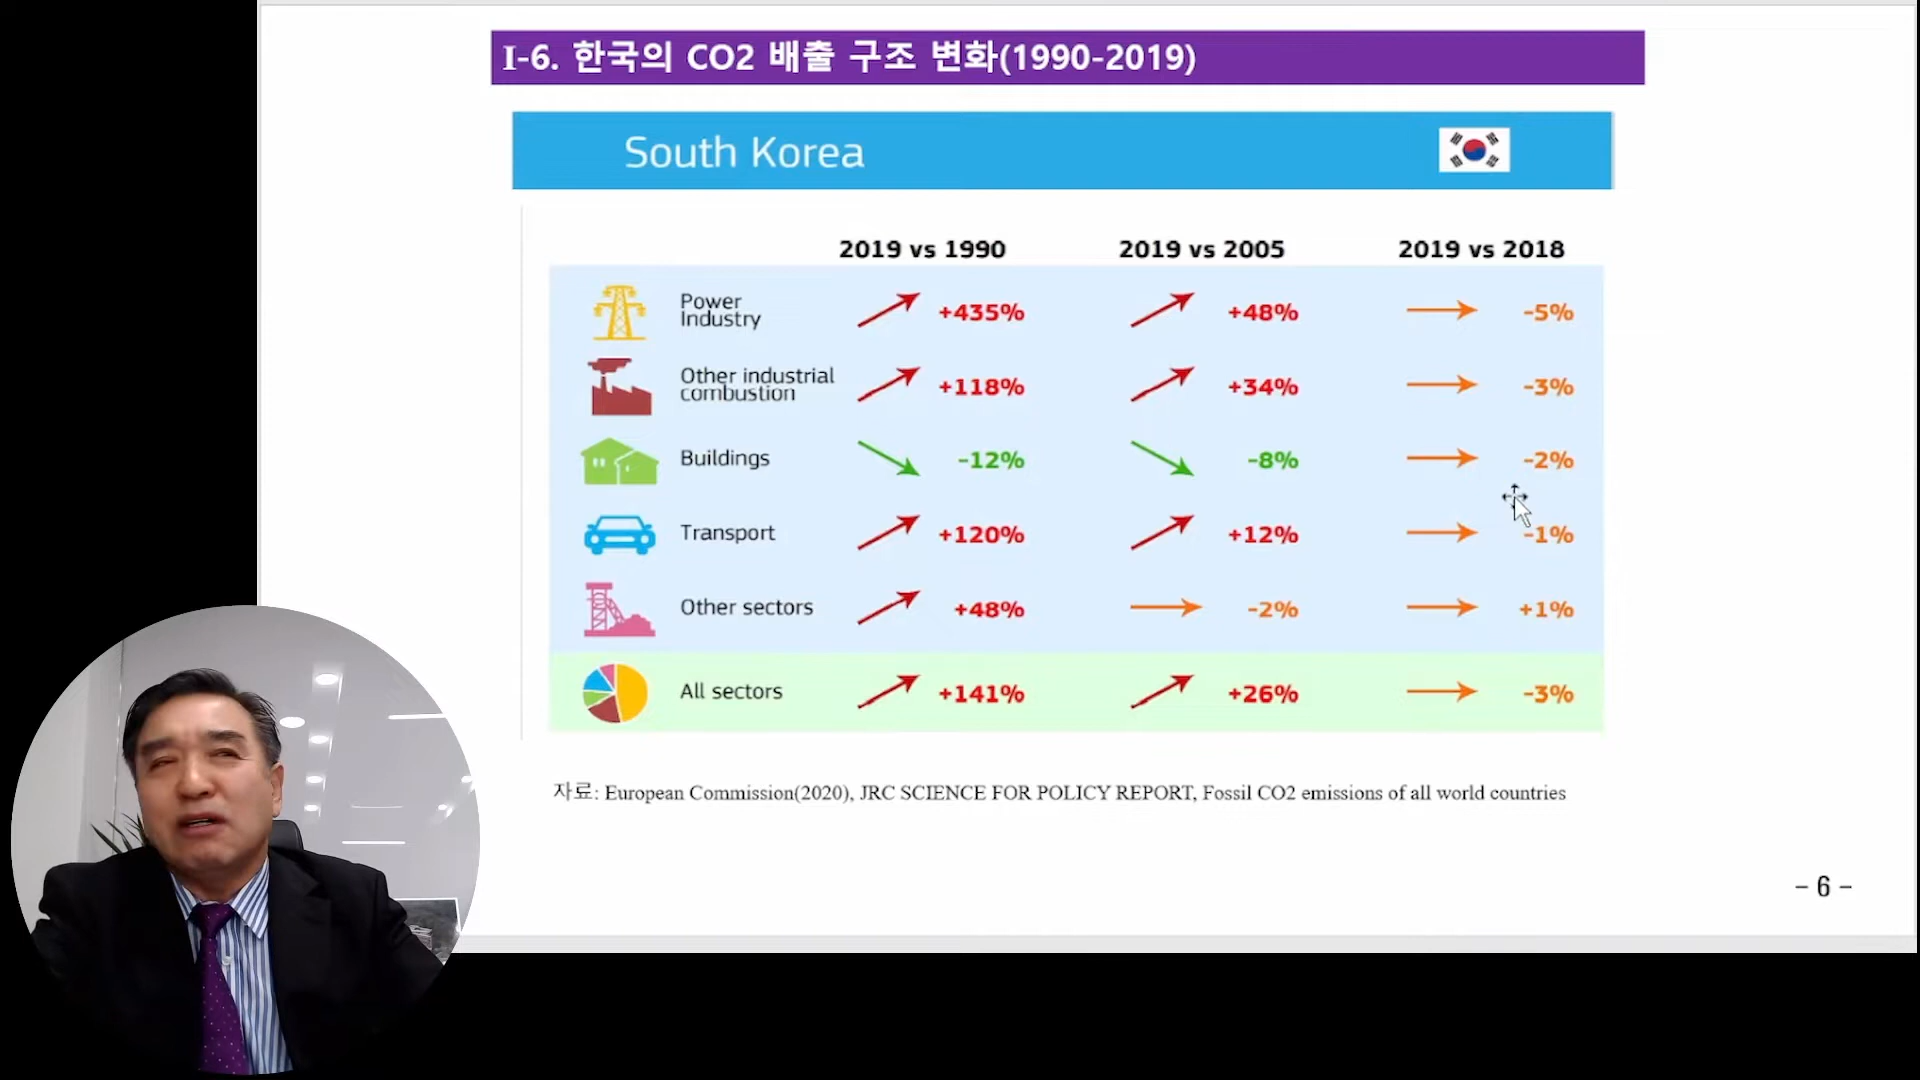 I-6. 한국의 CO2 배출 구조 변화(1990-2019)
South Korea
2019 vs 1990 2019 vs 2005 2019 vs 2018
Power
Industry
+435% +48% -5%
Other industrial
combustion
+118% +34% -3%
Buildings -12% -8% -2%
Transport +120% +12% -1%
Other sectors +48% -2% +1%
All sectors +141% +26% -3%
자료: European Commission(2020), JRC SCIENCE FOR POLICY REPORT, Fossil CO2 emissions of all world countries
- 6 -